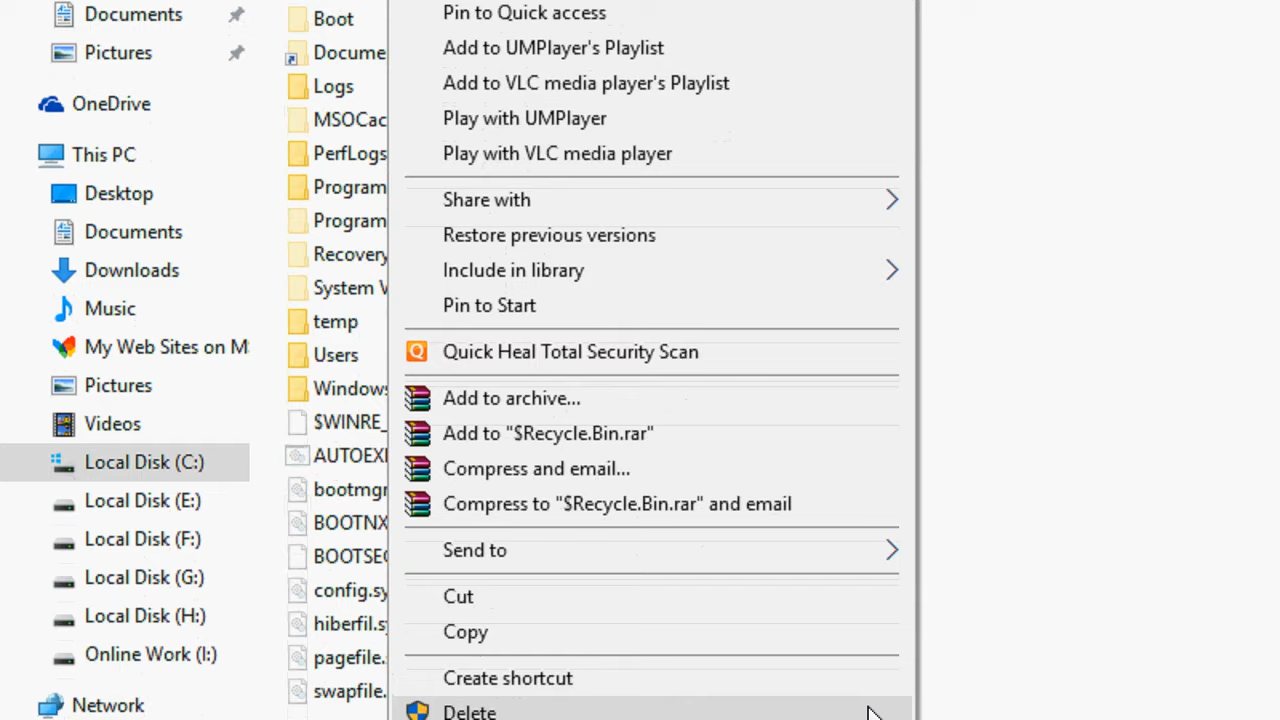 Documents
Pictures
OneDrive
This PC
Desktop
Documents
Downloads
Music
My Web Sites on M
Pictures
Videos
Local Disk (C:)
Local Disk (E:)
Local Disk (F:)
Local Disk (G:)
Local Disk (H:)
Online Work (I:)
Network
Boot
Docume
Logs
MSOCac
PerfLogs
Program
Program
Recovery
System V
temp
Users
Windows
$WINRE_
AUTOEXE
bootmgr
BOOTNX
BOOTSEC
config.sy
hiberfil.s
pagefile.
swapfile.
Pin to Quick access
Add to UMPlayer's Playlist
Add to VLC media player's Playlist
Play with UMPlayer
Play with VLC media player
Share with
Restore previous versions
Include in library
Pin to Start
Quick Heal Total Security Scan
Add to archive...
Add to "$Recycle.Bin.rar"
Compress and email...
Compress to "$Recycle.Bin.rar" and email
Send to
Cut
Copy
Create shortcut
Delete